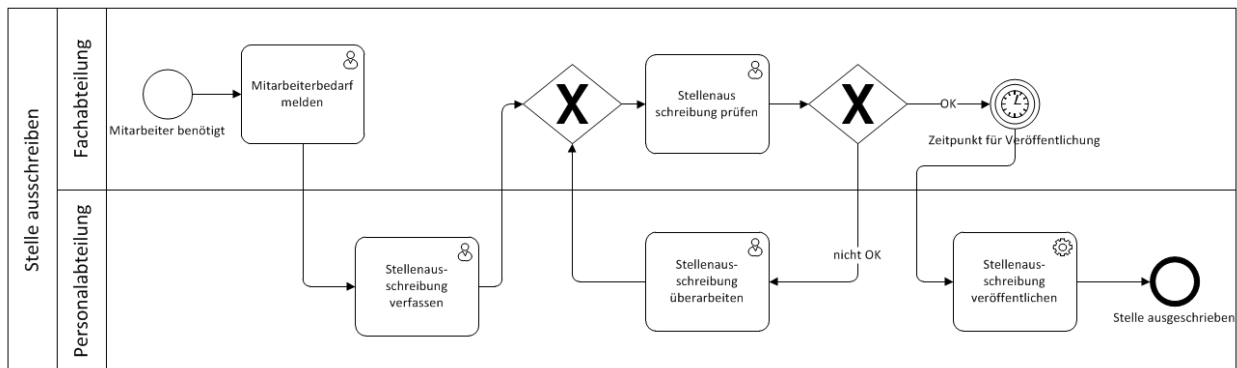 Stelle ausschreiben
Fachabteilung
Mitarbeiter benötigt
Mitarbeiterbedarf
melden
X
Stellenaus
schreibung prüfen
X
OK
Zeitpunkt für Veröffentlichung
nicht OK
Personalabteilung
Stellenaus-
schreibung
verfassen
Stellenaus-
schreibung
überarbeiten
Stellenaus-
schreibung
veröffentlichen
Stelle ausgeschrieben